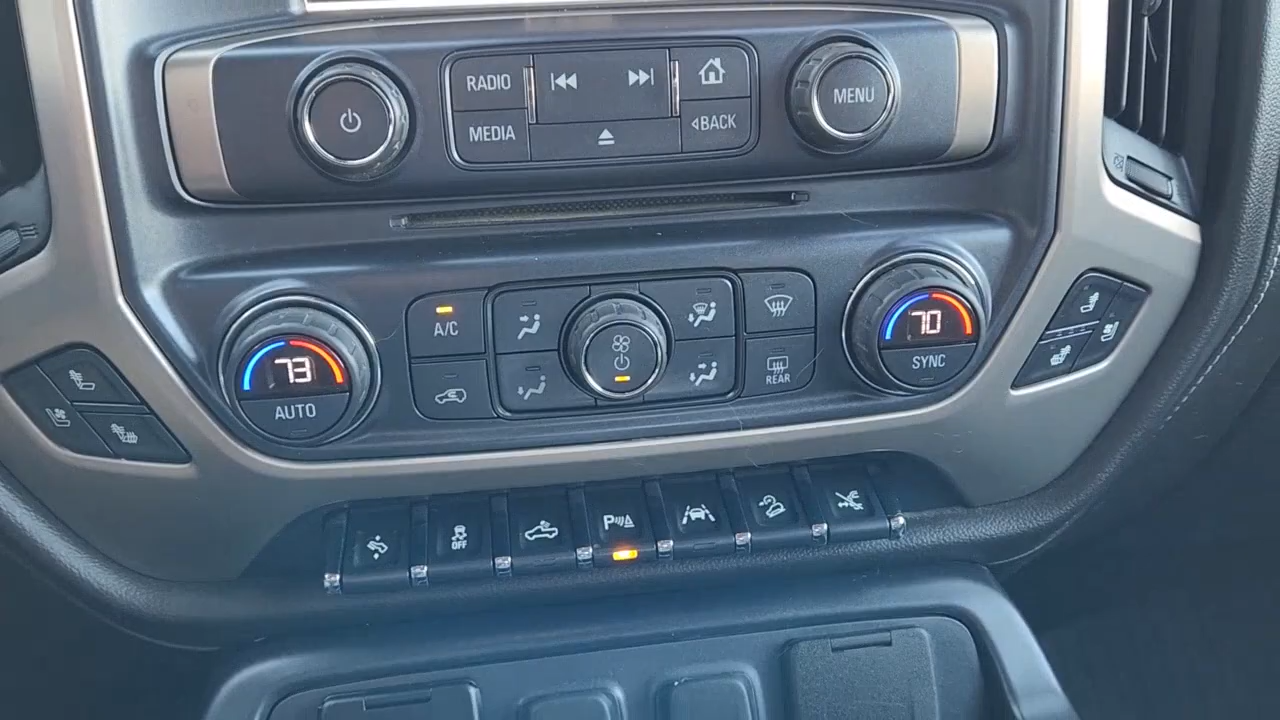 RADIO
MEDIA
BACK
MENU
A/C
73
AUTO
REAR
70
SYNC
OFF
P